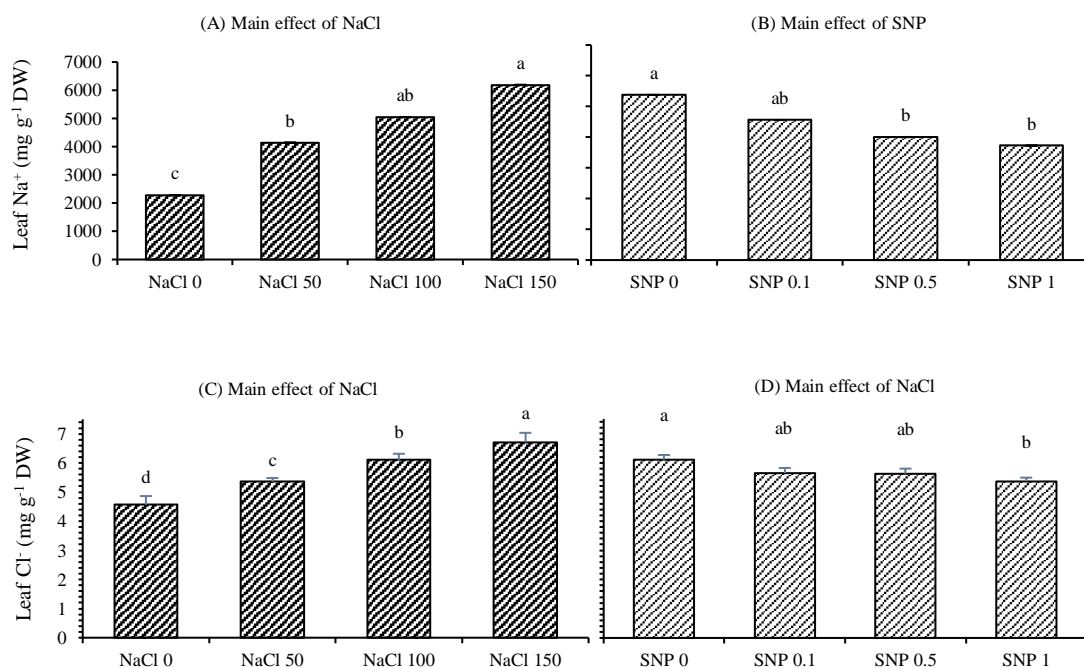 (A) Main effect of NaCl
(B) Main effect of SNP
Leaf Na⁺ (mg g⁻¹ DW)
7000
6000
5000
4000
3000
2000
1000
0
c
b
ab
a
a
ab
b
b
NaCl 0
NaCl 50
NaCl 100
NaCl 150
SNP 0
SNP 0.1
SNP 0.5
SNP 1
(C) Main effect of NaCl
(D) Main effect of NaCl
Leaf Cl⁻ (mg g⁻¹ DW)
7
6
5
4
3
2
1
0
d
c
b
a
a
ab
ab
b
NaCl 0
NaCl 50
NaCl 100
NaCl 150
SNP 0
SNP 0.1
SNP 0.5
SNP 1